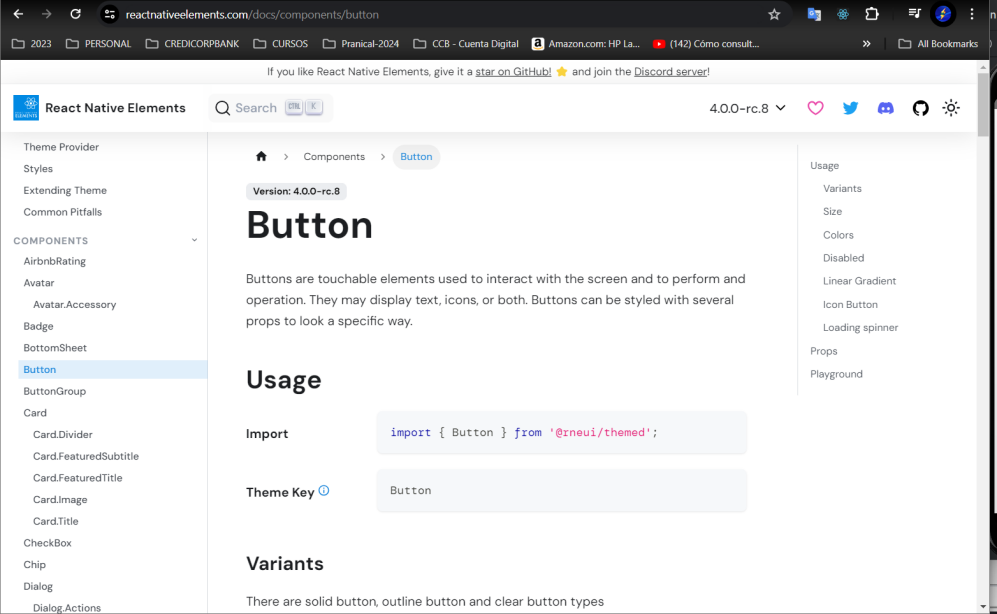 reactnativeelements.com/docs/components/button
2023
PERSONAL
CREDICORPBANK
CURSOS
Pranical-2024
CCB - Cuenta Digital
a
Amazon.com: HP La...
(142) Cómo consult...
»
All Bookmarks
If you like React Native Elements, give it a star on GitHub! ⭐ and join the Discord server!
ELEMENTS
React Native Elements
Search
CTRL
K
4.0.0-rc.8
Theme Provider
Styles
Extending Theme
Common Pitfalls
COMPONENTS
AirbnbRating
Avatar
Avatar.Accessory
Badge
BottomSheet
Button
ButtonGroup
Card
Card.Divider
Card.FeaturedSubtitle
Card.FeaturedTitle
Card.Image
Card.Title
CheckBox
Chip
Dialog
Dialog.Actions
Components
Button
Version: 4.0.0-rc.8
Button
Buttons are touchable elements used to interact with the screen and to perform and
operation. They may display text, icons, or both. Buttons can be styled with several
props to look a specific way.
Usage
Import
import { Button } from '@rneui/themed';
Theme Key
Button
Variants
There are solid button, outline button and clear button types
Usage
Variants
Size
Colors
Disabled
Linear Gradient
Icon Button
Loading spinner
Props
Playground